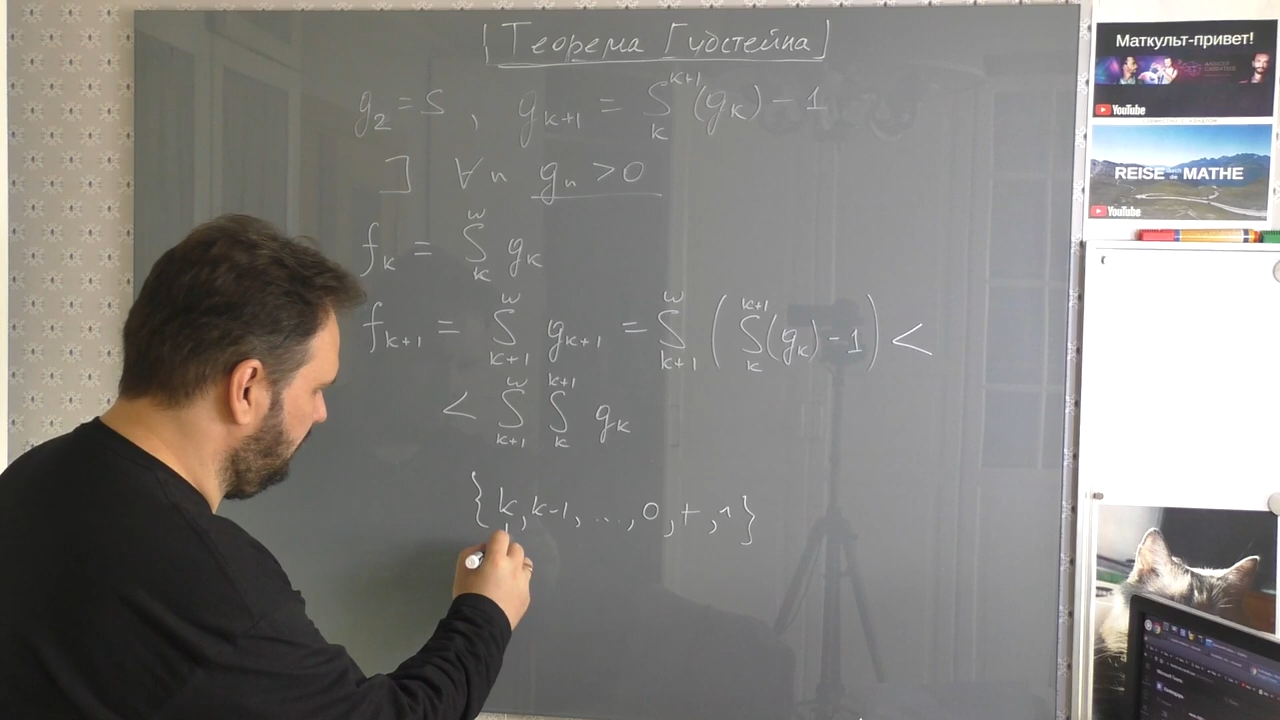 Теорема Гудстейна
g₂ = S , g_{k+1} = S_k^{k+1}(g_k) − 1
] ∀n g_n > 0
f_k = S_k^ω g_k
f_{k+1} = S_{k+1}^ω g_{k+1} = S_{k+1}^ω ( S_k^{k+1}(g_k) − 1 ) <
< S_{k+1}^ω S_k^{k+1} g_k
{k, k-1, ..., 0, +, ^}
Маткульт-привет!
YouTube
REISE durch die MATHE
YouTube